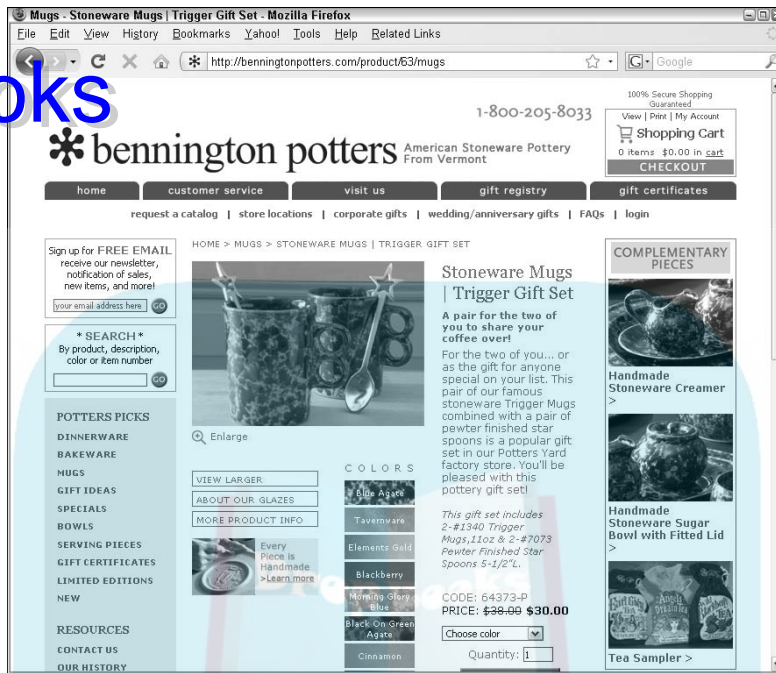 Mugs - Stoneware Mugs | Trigger Gift Set - Mozilla Firefox
File Edit View History Bookmarks Yahoo! Tools Help Related Links
http://benningtonpotters.com/product/63/mugs
G Google
oks
1-800-205-8033
100% Secure Shopping
Guaranteed
View | Print | My Account
Shopping Cart
0 items $0.00 in cart
CHECKOUT
bennington potters
American Stoneware Pottery
From Vermont
home customer service visit us gift registry gift certificates
request a catalog | store locations | corporate gifts | wedding/anniversary gifts | FAQs | login
Sign up for FREE EMAIL
receive our newsletter,
notification of sales,
new items, and more!
your email address here GO
* SEARCH *
By product, description,
color or item number
GO
POTTERS PICKS
DINNERWARE
BAKEWARE
MUGS
GIFT IDEAS
SPECIALS
BOWLS
SERVING PIECES
GIFT CERTIFICATES
LIMITED EDITIONS
NEW
RESOURCES
CONTACT US
OUR HISTORY
HOME > MUGS > STONEWARE MUGS | TRIGGER GIFT SET
Enlarge
VIEW LARGER
ABOUT OUR GLAZES
MORE PRODUCT INFO
Every
Piece is
Handmade
>Learn more
COLORS
Blue Agate
Tavernware
Elements Gold
Blackberry
Morning Glory
Blue
Black On Green
Agate
Cinnamon
Stoneware Mugs
| Trigger Gift Set
A pair for the two of
you to share your
coffee over!
For the two of you... or
as the gift for anyone
special on your list. This
pair of our famous
stoneware Trigger Mugs
combined with a pair of
pewter finished star
spoons is a popular gift
set in our Potters Yard
factory store. You'll be
pleased with this
pottery gift set!
This gift set includes
2-#1340 Trigger
Mugs,11oz & 2-#7073
Pewter Finished Star
Spoons 5-1/2"L.
CODE: 64373-P
PRICE: $38.00 $30.00
Choose color
Quantity: 1
COMPLEMENTARY
PIECES
Handmade
Stoneware Creamer
>
Handmade
Stoneware Sugar
Bowl with Fitted Lid
>
Tea Sampler >